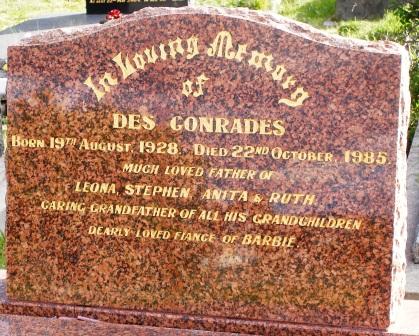 In Loving Memory
of
DES CONRADES
BORN 19TH AUGUST, 1928. DIED 22ND OCTOBER, 1985.
MUCH LOVED FATHER OF
LEONA, STEPHEN, ANITA & RUTH.
CARING GRANDFATHER OF ALL HIS GRANDCHILDREN
DEARLY LOVED FIANCE OF BARBIE.